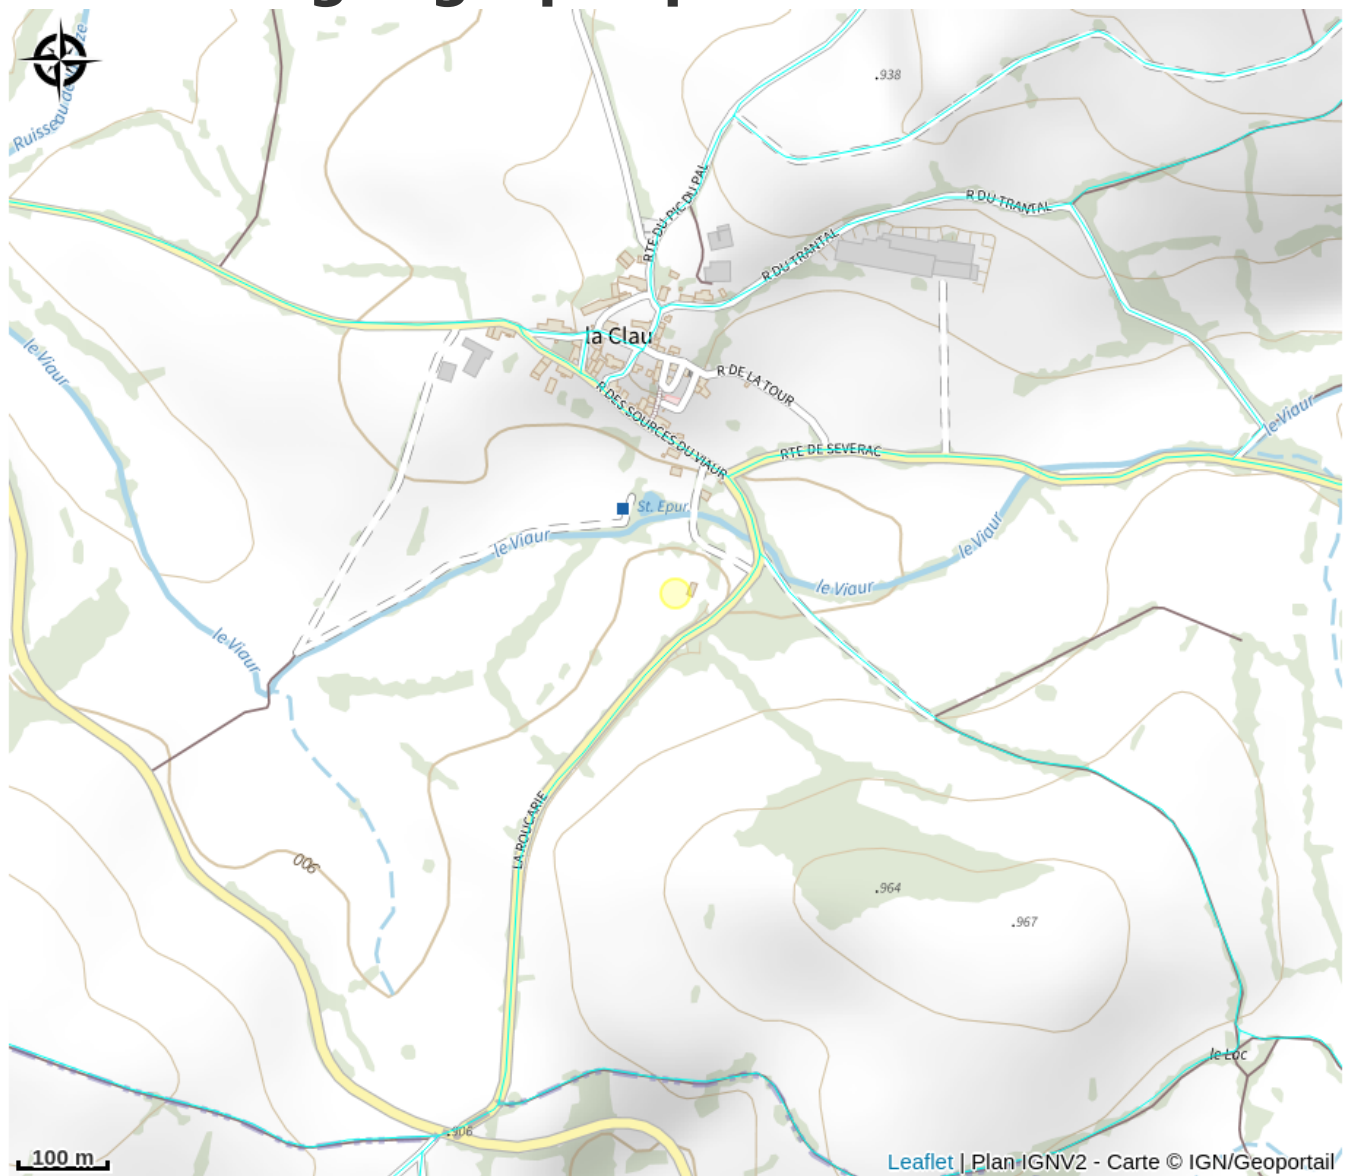 .938
Ruisseau de
RTE DU PIC DU PAL
R DU TRANTAL
R DU TRANTAL
la Clau
le Viaur
R DE LA TOUR
R DES SOURCES DU VIAUR
le Viaur
RTE DE SEVERAC
St. Epur
le Viaur
le Viaur
le Viaur
le Viaur
LA ROUCARIE
900
.964
.967
le Loc
.906
100 m
Leaflet | Plan IGNV2 - Carte © IGN/Geoportail